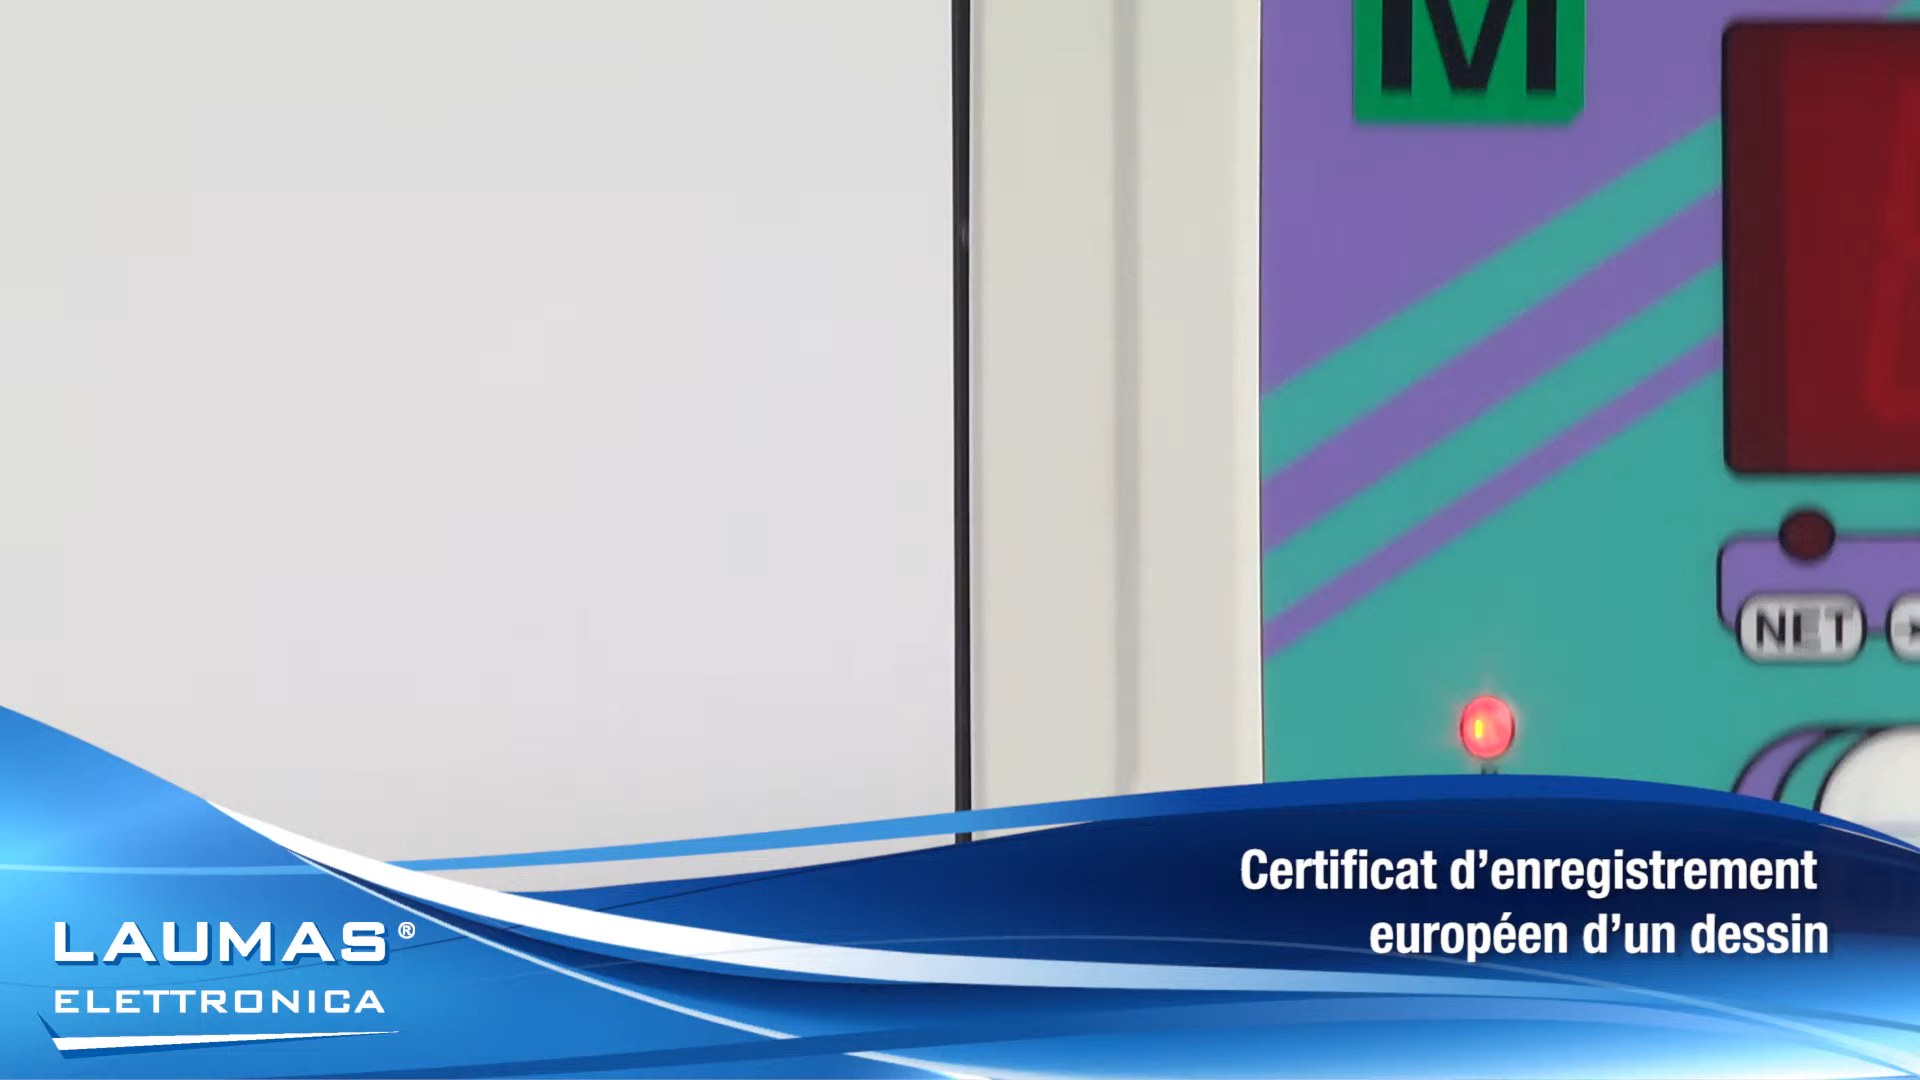 M
NET
Certificat d’enregistrement
européen d’un dessin
LAUMAS®
ELETTRONICA